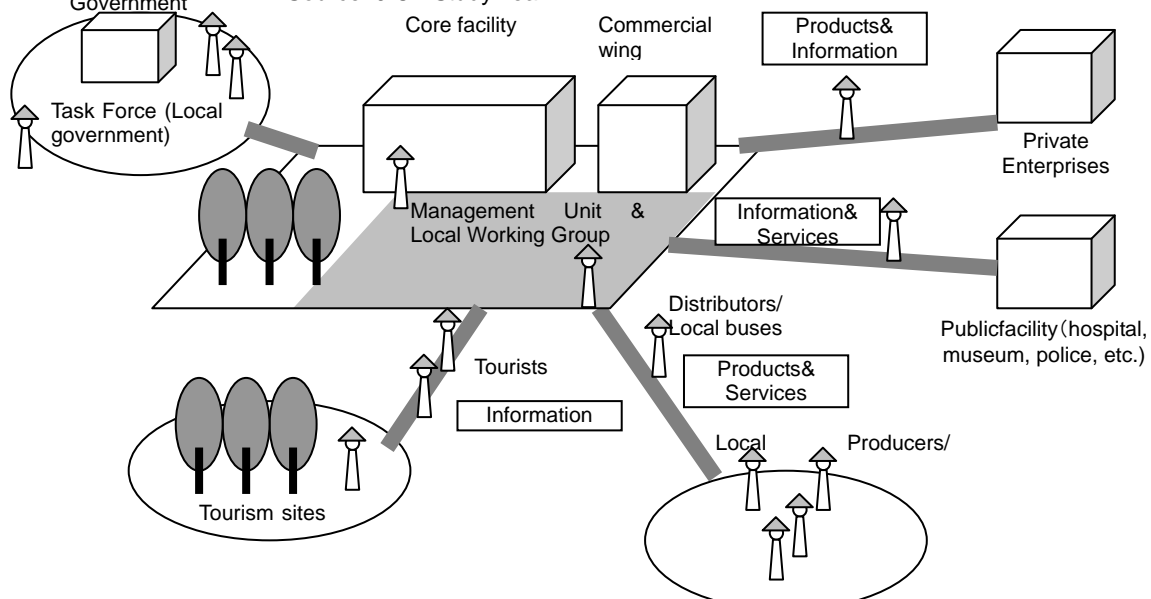 Government
Core facility
Commercial
wing
Products&
Information
Task Force (Local
government)
Private
Enterprises
Management Unit &
Local Working Group
Information&
Services
Distributors/
Local buses
Publicfacility(hospital,
museum, police, etc.)
Tourists
Products&
Services
Information
Local Producers/
Tourism sites